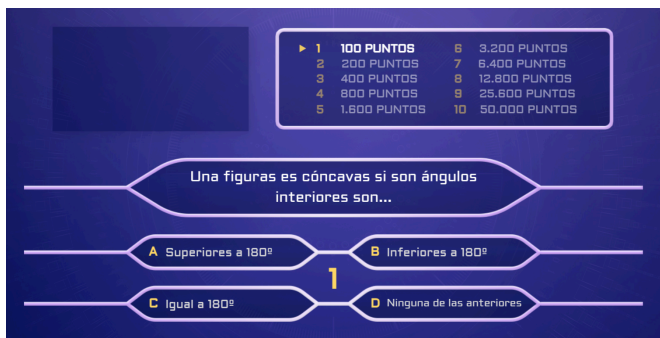 1 100 PUNTOS
2 200 PUNTOS
3 400 PUNTOS
4 800 PUNTOS
5 1.600 PUNTOS
6 3.200 PUNTOS
7 6.400 PUNTOS
8 12.800 PUNTOS
9 25.600 PUNTOS
10 50.000 PUNTOS
Una figuras es cóncavas si son ángulos
interiores son...
A Superiores a 180º
B Inferiores a 180º
1
C Igual a 180º
D Ninguna de las anteriores